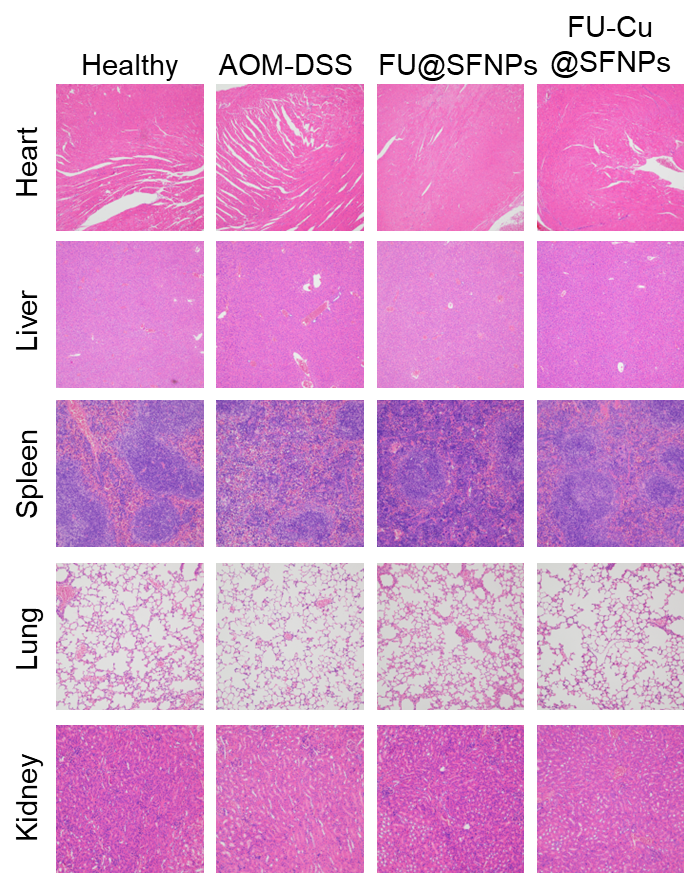 FU-Cu
Healthy AOM-DSS FU@SFNPs @SFNPs
Heart
Liver
Spleen
Lung
Kidney